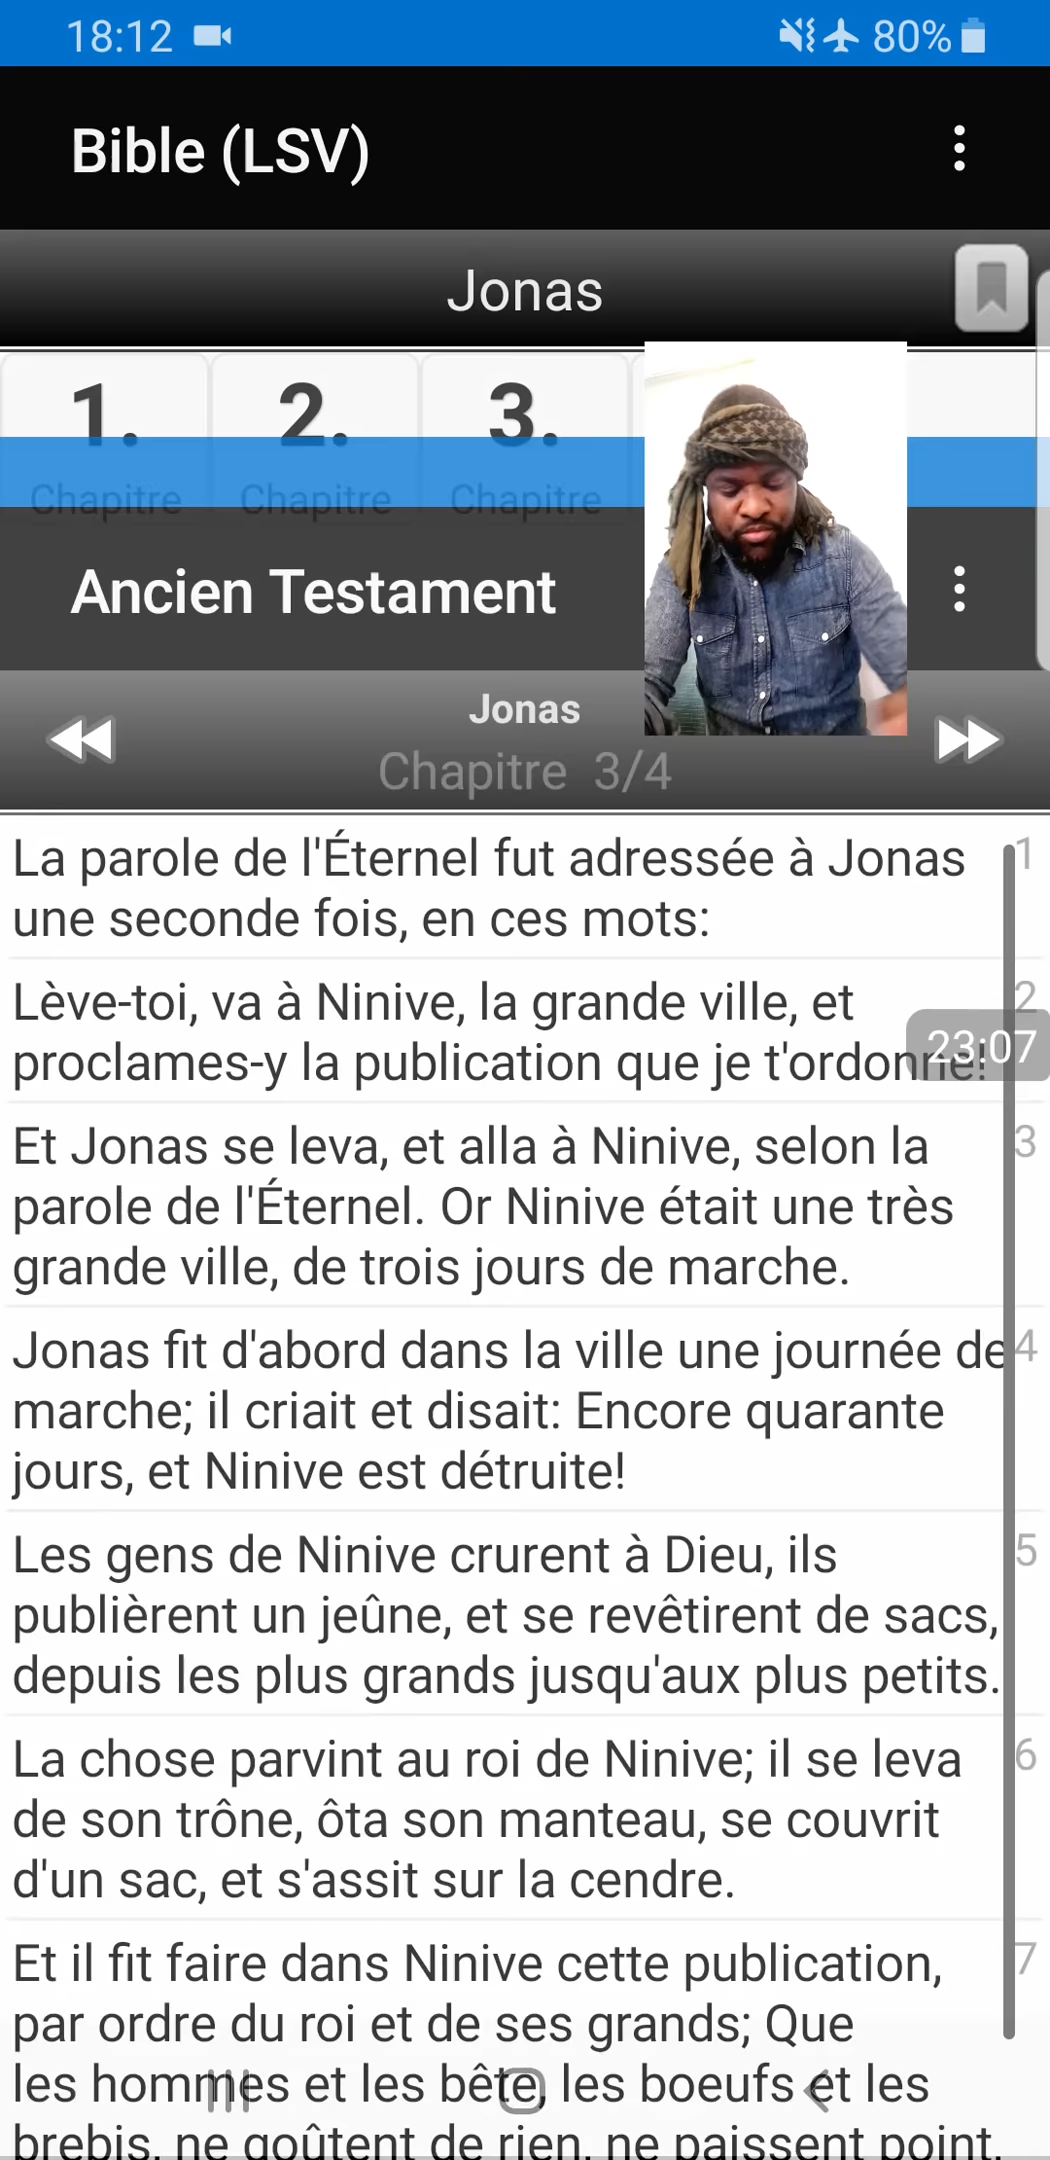 18:12
80%
Bible (LSV)
Jonas
1. 2. 3.
Chapitre Chapitre Chapitre
Ancien Testament
Jonas
Chapitre 3/4
La parole de l'Éternel fut adressée à Jonas 1
une seconde fois, en ces mots:
Lève-toi, va à Ninive, la grande ville, et 2
23:07
proclames-y la publication que je t'ordonne!
Et Jonas se leva, et alla à Ninive, selon la 3
parole de l'Éternel. Or Ninive était une très
grande ville, de trois jours de marche.
Jonas fit d'abord dans la ville une journée de 4
marche; il criait et disait: Encore quarante
jours, et Ninive est détruite!
Les gens de Ninive crurent à Dieu, ils 5
publièrent un jeûne, et se revêtirent de sacs,
depuis les plus grands jusqu'aux plus petits.
La chose parvint au roi de Ninive; il se leva 6
de son trône, ôta son manteau, se couvrit
d'un sac, et s'assit sur la cendre.
Et il fit faire dans Ninive cette publication, 7
par ordre du roi et de ses grands; Que
les hommes et les bête, les boeufs et les
brebis, ne goûtent de rien, ne paissent point,